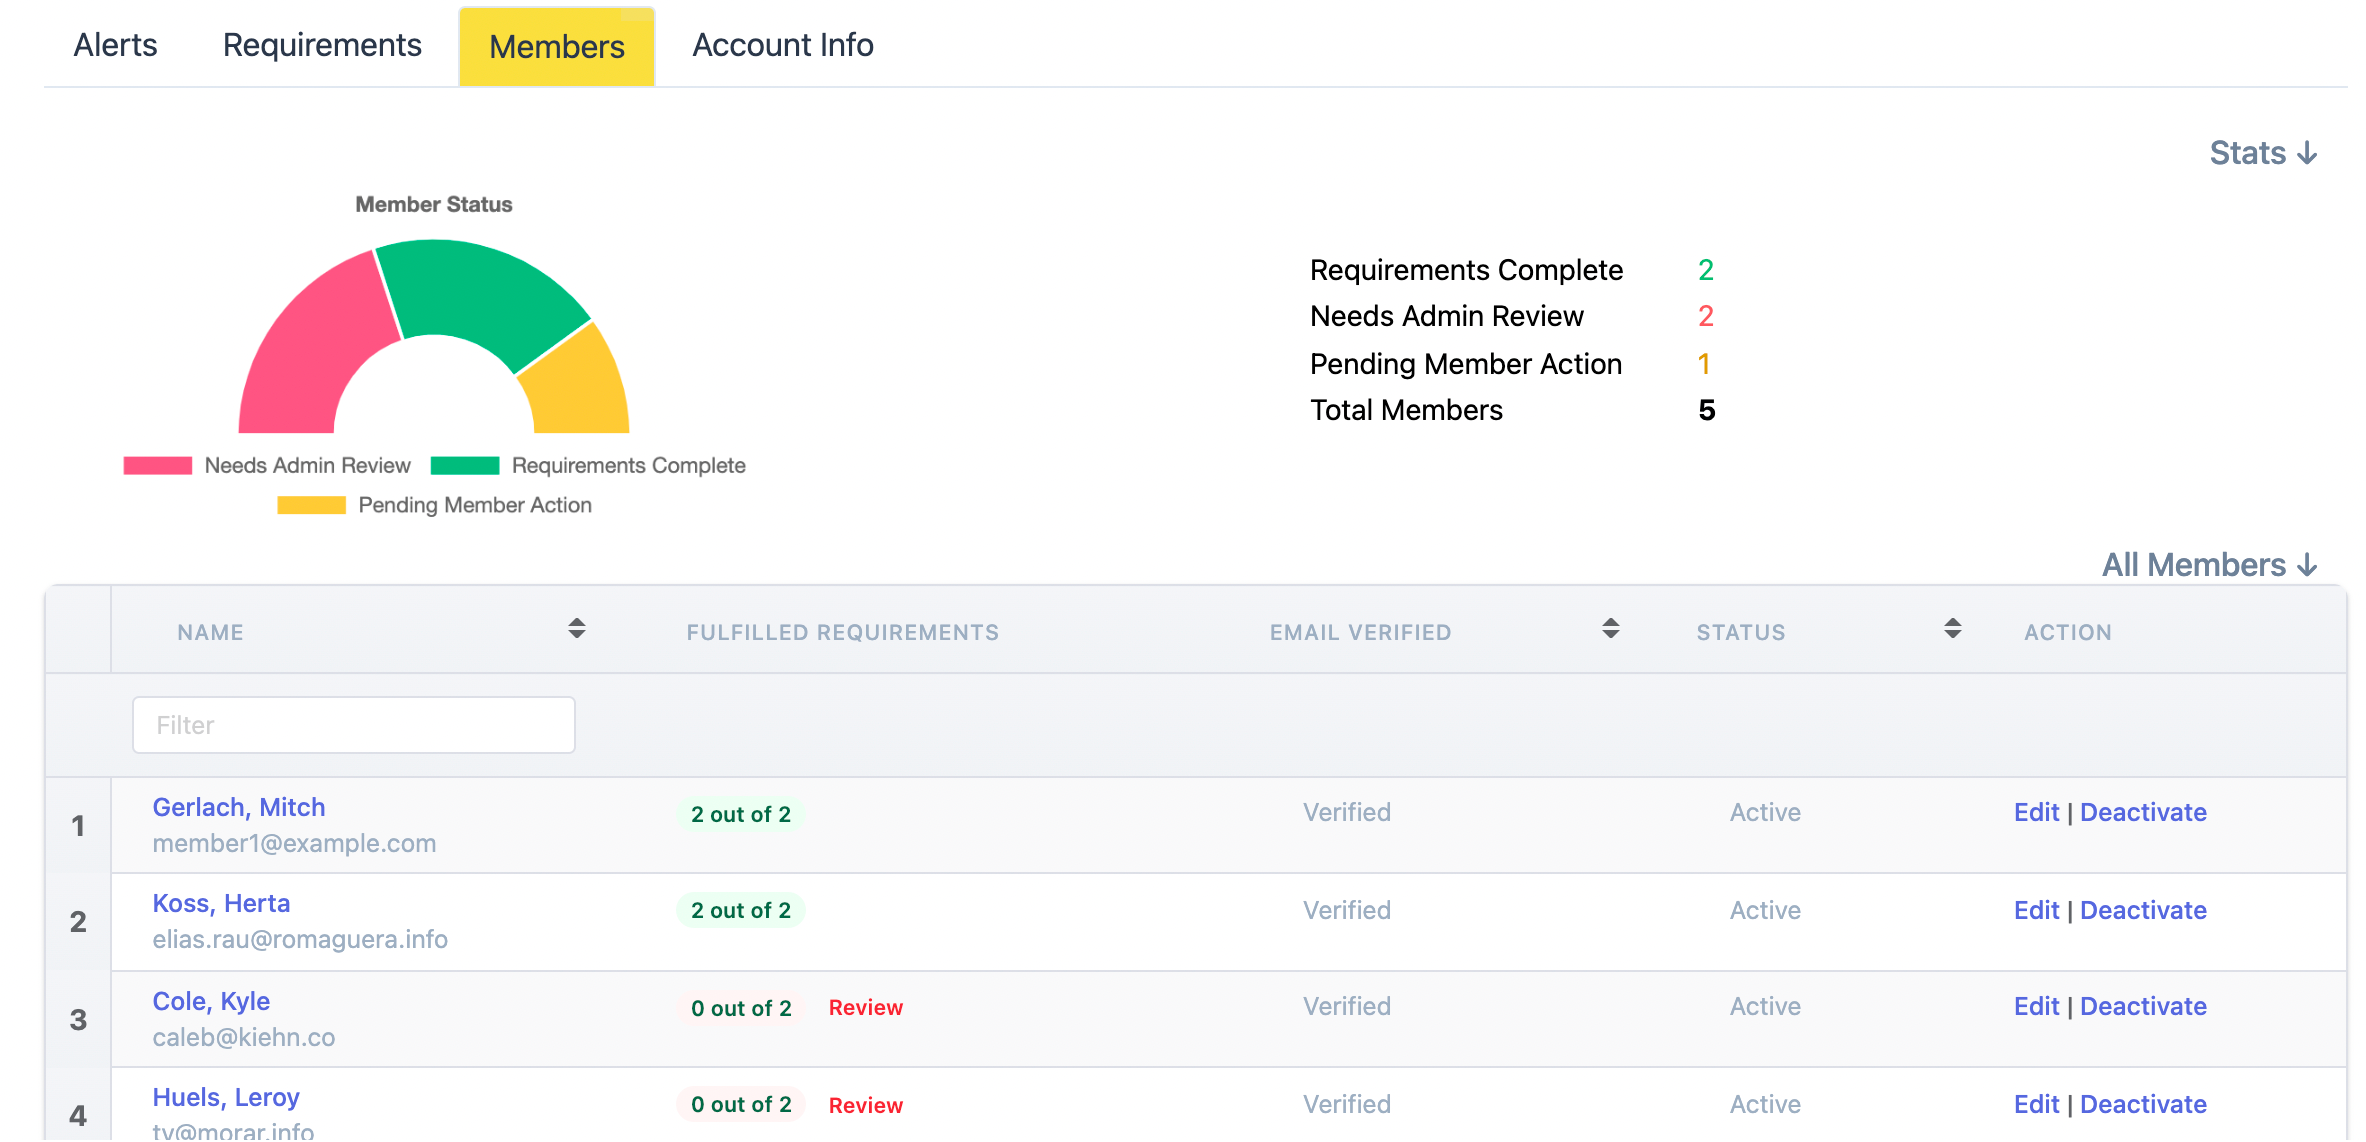 Alerts Requirements Members Account Info
Stats ↓
Member Status
Needs Admin Review Requirements Complete
Pending Member Action
Requirements Complete 2
Needs Admin Review 2
Pending Member Action 1
Total Members 5
All Members ↓
NAME FULFILLED REQUIREMENTS EMAIL VERIFIED STATUS ACTION
Filter
1 Gerlach, Mitch 2 out of 2 Verified Active Edit | Deactivate
member1@example.com
2 Koss, Herta 2 out of 2 Verified Active Edit | Deactivate
elias.rau@romaguera.info
3 Cole, Kyle 0 out of 2 Review Verified Active Edit | Deactivate
caleb@kiehn.co
4 Huels, Leroy 0 out of 2 Review Verified Active Edit | Deactivate
ty@morar.info